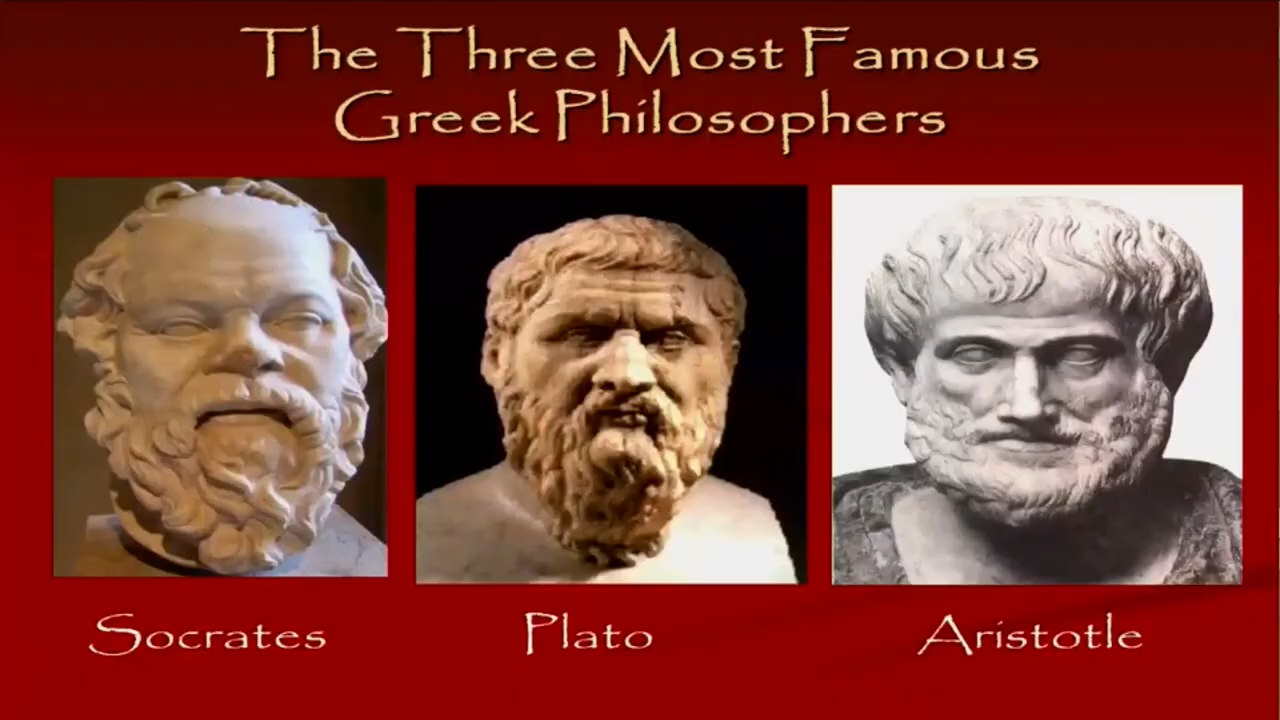 The Three Most Famous
Greek Philosophers
Socrates
Plato
Aristotle